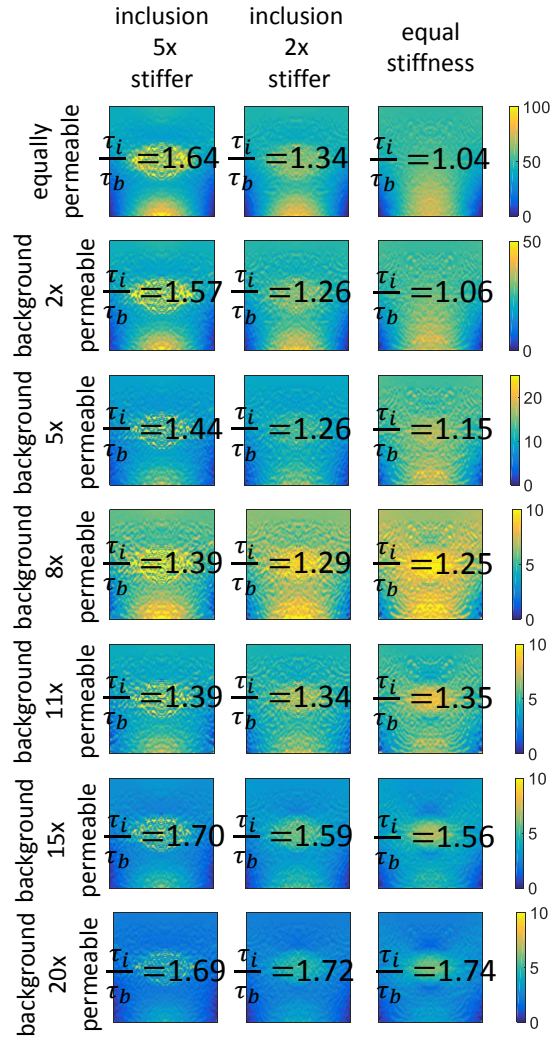 inclusion
5x
stiffer
inclusion
2x
stiffer
equal
stiffness
equally
permeable
τi/τb = 1.64
τi/τb = 1.34
τi/τb = 1.04
100
50
0
background
2x
permeable
τi/τb = 1.57
τi/τb = 1.26
τi/τb = 1.06
50
0
background
5x
permeable
τi/τb = 1.44
τi/τb = 1.26
τi/τb = 1.15
20
10
0
background
8x
permeable
τi/τb = 1.39
τi/τb = 1.29
τi/τb = 1.25
10
5
0
background
11x
permeable
τi/τb = 1.39
τi/τb = 1.34
τi/τb = 1.35
10
5
0
background
15x
permeable
τi/τb = 1.70
τi/τb = 1.59
τi/τb = 1.56
10
5
0
background
20x
permeable
τi/τb = 1.69
τi/τb = 1.72
τi/τb = 1.74
10
5
0